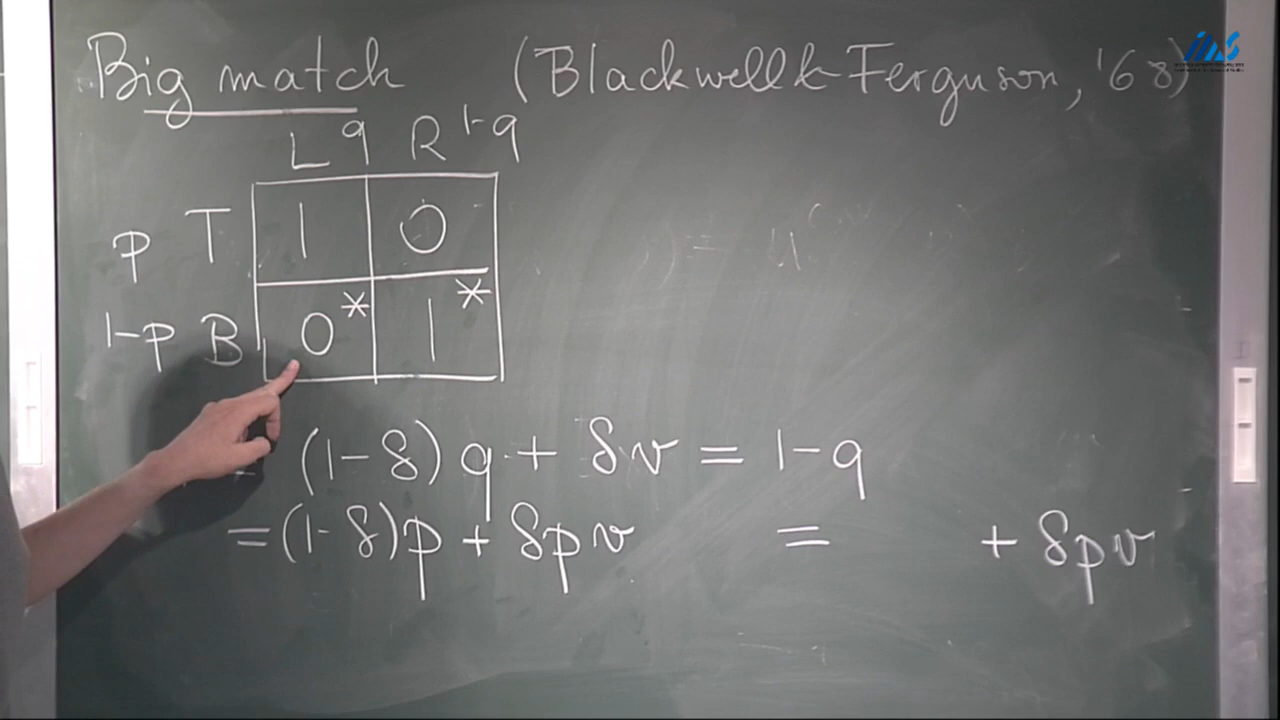 Big match (Blackwell & Ferguson, '68)
L q R 1-q
p T 1 0
1-p B 0* 1*
= (1-δ)q + δv = 1-q
= (1-δ)p + δpv = + δpv